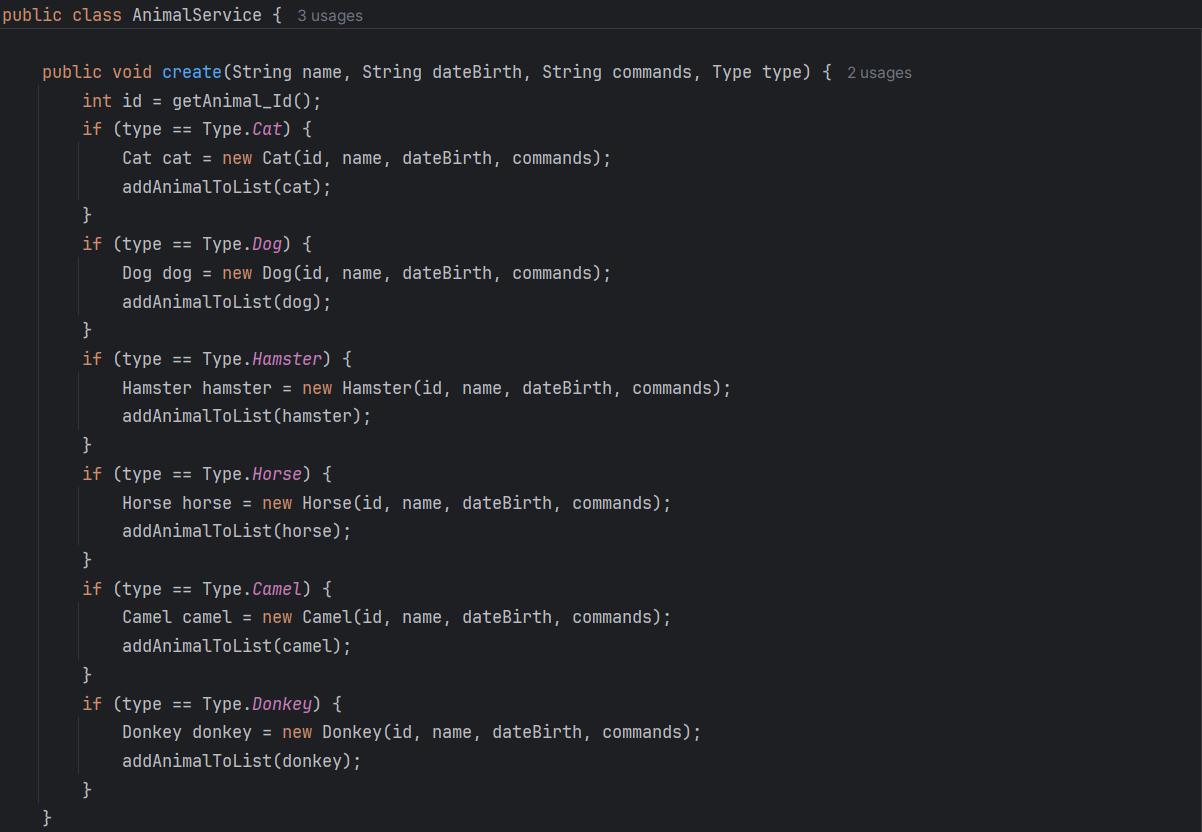 public class AnimalService { 3 usages
public void create(String name, String dateBirth, String commands, Type type) { 2 usages
int id = getAnimal_Id();
if (type == Type.Cat) {
Cat cat = new Cat(id, name, dateBirth, commands);
addAnimalToList(cat);
}
if (type == Type.Dog) {
Dog dog = new Dog(id, name, dateBirth, commands);
addAnimalToList(dog);
}
if (type == Type.Hamster) {
Hamster hamster = new Hamster(id, name, dateBirth, commands);
addAnimalToList(hamster);
}
if (type == Type.Horse) {
Horse horse = new Horse(id, name, dateBirth, commands);
addAnimalToList(horse);
}
if (type == Type.Camel) {
Camel camel = new Camel(id, name, dateBirth, commands);
addAnimalToList(camel);
}
if (type == Type.Donkey) {
Donkey donkey = new Donkey(id, name, dateBirth, commands);
addAnimalToList(donkey);
}
}